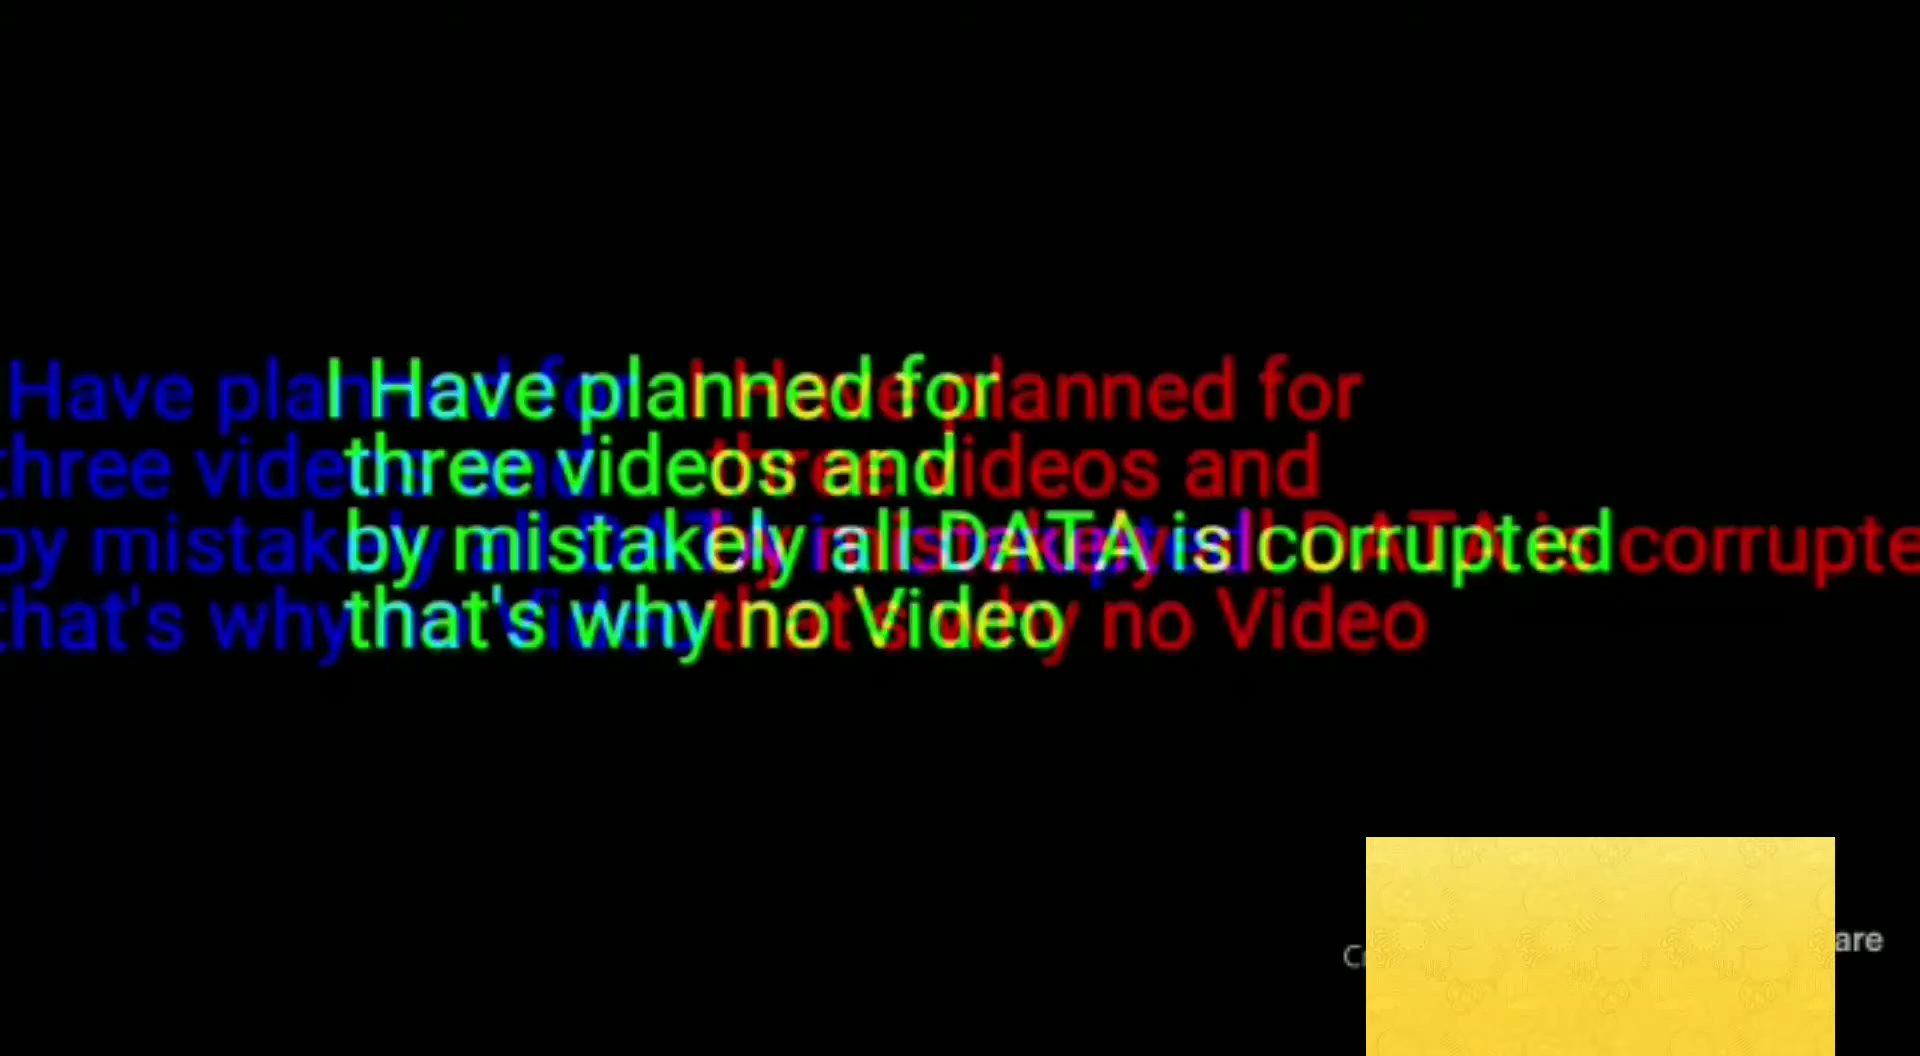 I Have planned for
three videos and
by mistakely all DATA is corrupted
that's why no Video